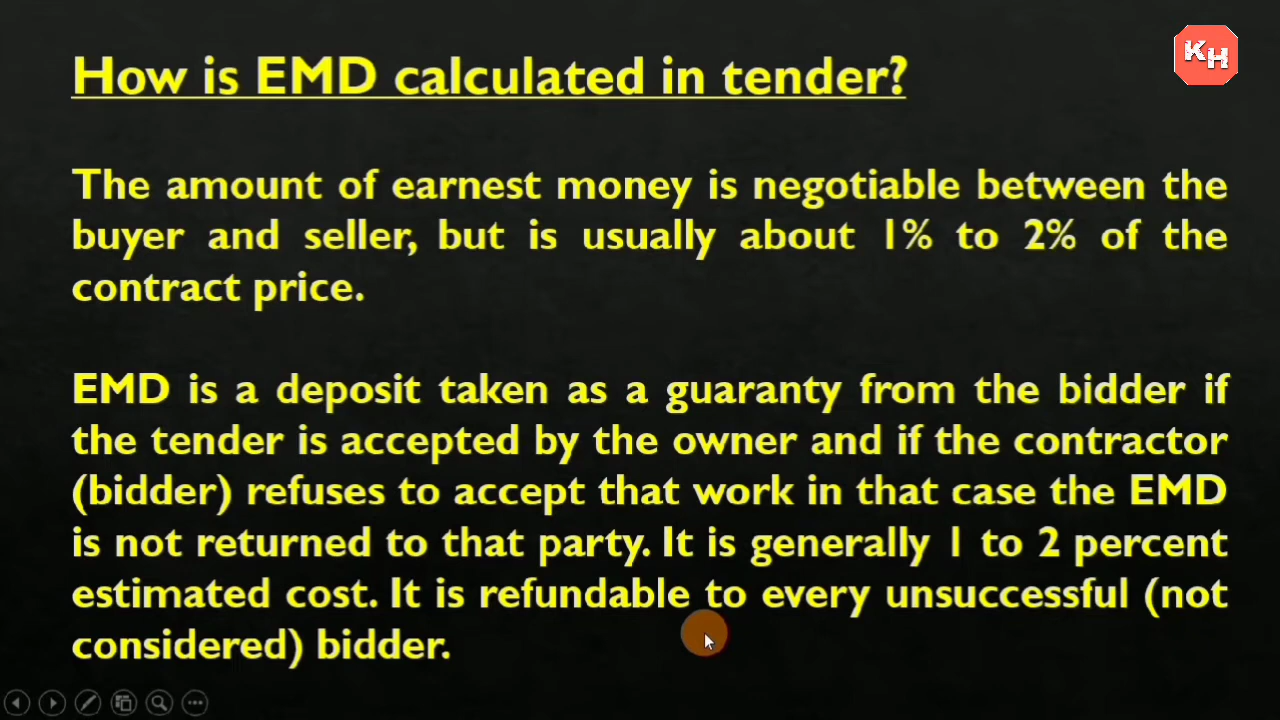 How is EMD calculated in tender?
KH
The amount of earnest money is negotiable between the
buyer and seller, but is usually about 1% to 2% of the
contract price.
EMD is a deposit taken as a guaranty from the bidder if
the tender is accepted by the owner and if the contractor
(bidder) refuses to accept that work in that case the EMD
is not returned to that party. It is generally 1 to 2 percent
estimated cost. It is refundable to every unsuccessful (not
considered) bidder.